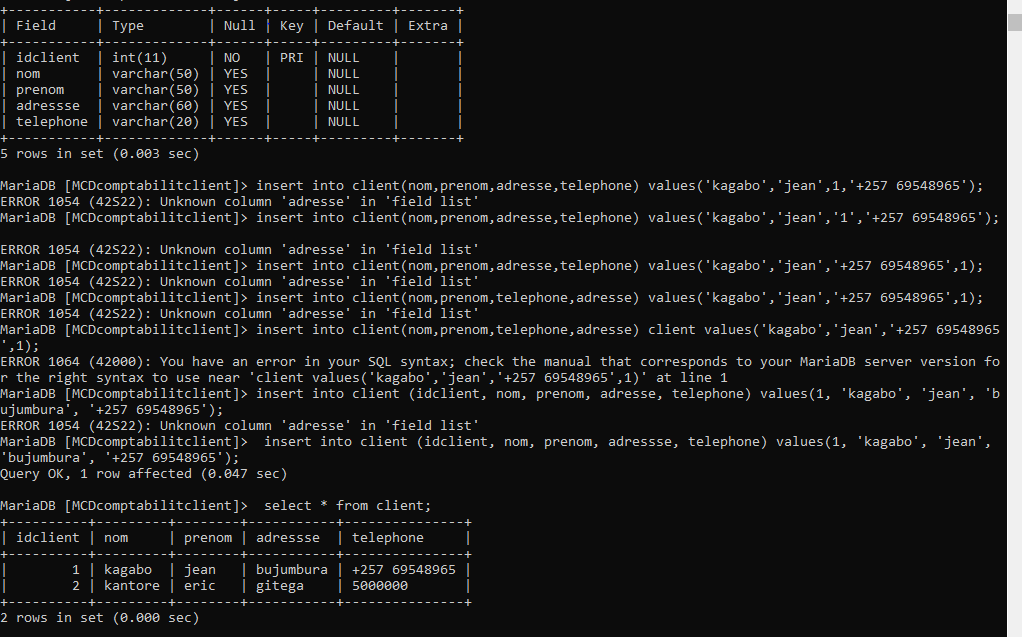 +-----------+-------------+------+-----+---------+-------+
| Field     | Type        | Null | Key | Default | Extra |
+-----------+-------------+------+-----+---------+-------+
| idclient  | int(11)     | NO   | PRI | NULL    |       |
| nom       | varchar(50) | YES  |     | NULL    |       |
| prenom    | varchar(50) | YES  |     | NULL    |       |
| adressse  | varchar(60) | YES  |     | NULL    |       |
| telephone | varchar(20) | YES  |     | NULL    |       |
+-----------+-------------+------+-----+---------+-------+
5 rows in set (0.003 sec)
MariaDB [MCDcomptabilitclient]> insert into client(nom,prenom,adresse,telephone) values('kagabo','jean',1,'+257 69548965');
ERROR 1054 (42S22): Unknown column 'adresse' in 'field list'
MariaDB [MCDcomptabilitclient]> insert into client(nom,prenom,adresse,telephone) values('kagabo','jean','1','+257 69548965');
ERROR 1054 (42S22): Unknown column 'adresse' in 'field list'
MariaDB [MCDcomptabilitclient]> insert into client(nom,prenom,adresse,telephone) values('kagabo','jean','+257 69548965',1);
ERROR 1054 (42S22): Unknown column 'adresse' in 'field list'
MariaDB [MCDcomptabilitclient]> insert into client(nom,prenom,telephone,adresse) values('kagabo','jean','+257 69548965',1);
ERROR 1054 (42S22): Unknown column 'adresse' in 'field list'
MariaDB [MCDcomptabilitclient]> insert into client(nom,prenom,telephone,adresse) client values('kagabo','jean','+257 69548965
',1);
ERROR 1064 (42000): You have an error in your SQL syntax; check the manual that corresponds to your MariaDB server version fo
r the right syntax to use near 'client values('kagabo','jean','+257 69548965',1)' at line 1
MariaDB [MCDcomptabilitclient]> insert into client (idclient, nom, prenom, adresse, telephone) values(1, 'kagabo', 'jean', 'b
ujumbura', '+257 69548965');
ERROR 1054 (42S22): Unknown column 'adresse' in 'field list'
MariaDB [MCDcomptabilitclient]>  insert into client (idclient, nom, prenom, adressse, telephone) values(1, 'kagabo', 'jean',
'bujumbura', '+257 69548965');
Query OK, 1 row affected (0.047 sec)
MariaDB [MCDcomptabilitclient]>  select * from client;
+----------+---------+--------+-----------+---------------+
| idclient | nom     | prenom | adressse  | telephone     |
+----------+---------+--------+-----------+---------------+
|        1 | kagabo  | jean   | bujumbura | +257 69548965 |
|        2 | kantore | eric   | gitega    | 5000000       |
+----------+---------+--------+-----------+---------------+
2 rows in set (0.000 sec)